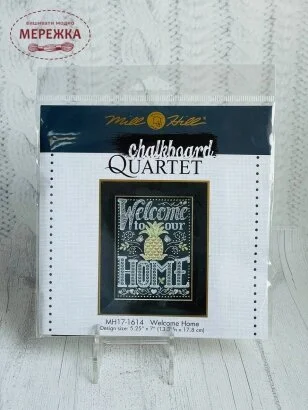 вишивати модно
МЕРЕЖКА
Mill Hill
chalkboard
QUARTET
Welcome
to our
HOME
MH17-1614 Welcome Home
Design size: 5.25" x 7" (13.3 x 17.8 cm)